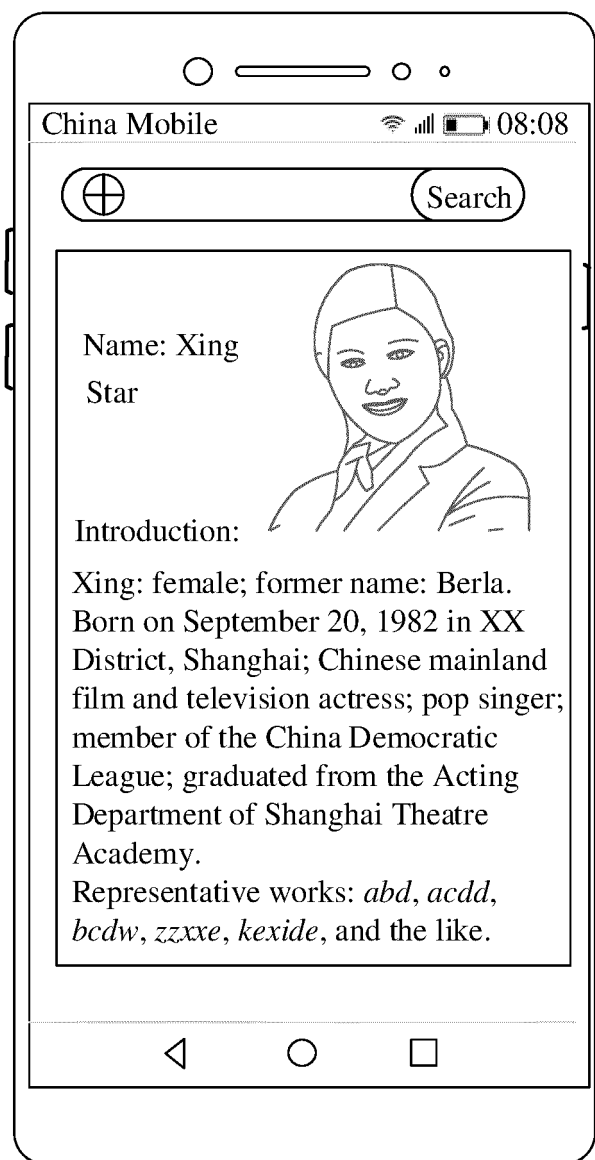 China Mobile 08:08
Search
Name: Xing
Star
Introduction:
Xing: female; former name: Berla.
Born on September 20, 1982 in XX
District, Shanghai; Chinese mainland
film and television actress; pop singer;
member of the China Democratic
League; graduated from the Acting
Department of Shanghai Theatre
Academy.
Representative works: abd, acdd,
bcdw, zzxxe, kexide, and the like.